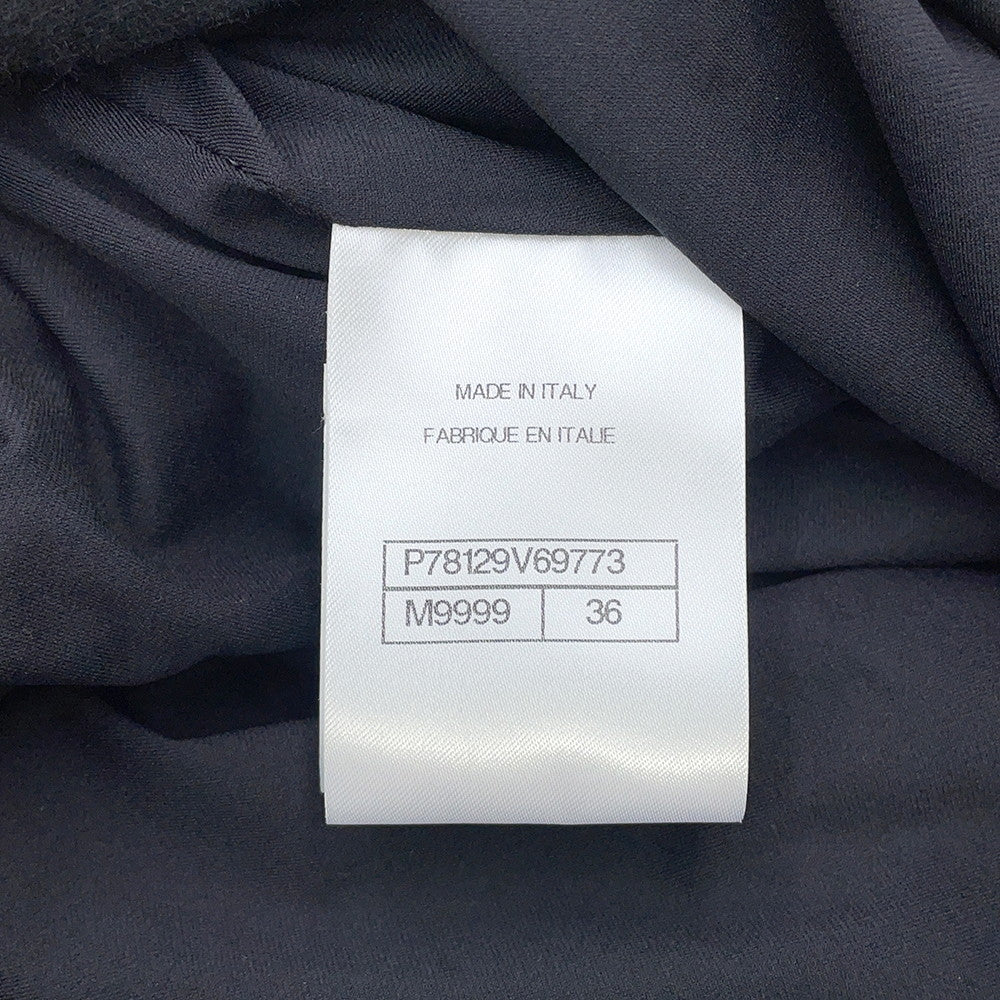 MADE IN ITALY
FABRIQUE EN ITALIE
P78129V69773
M9999 36